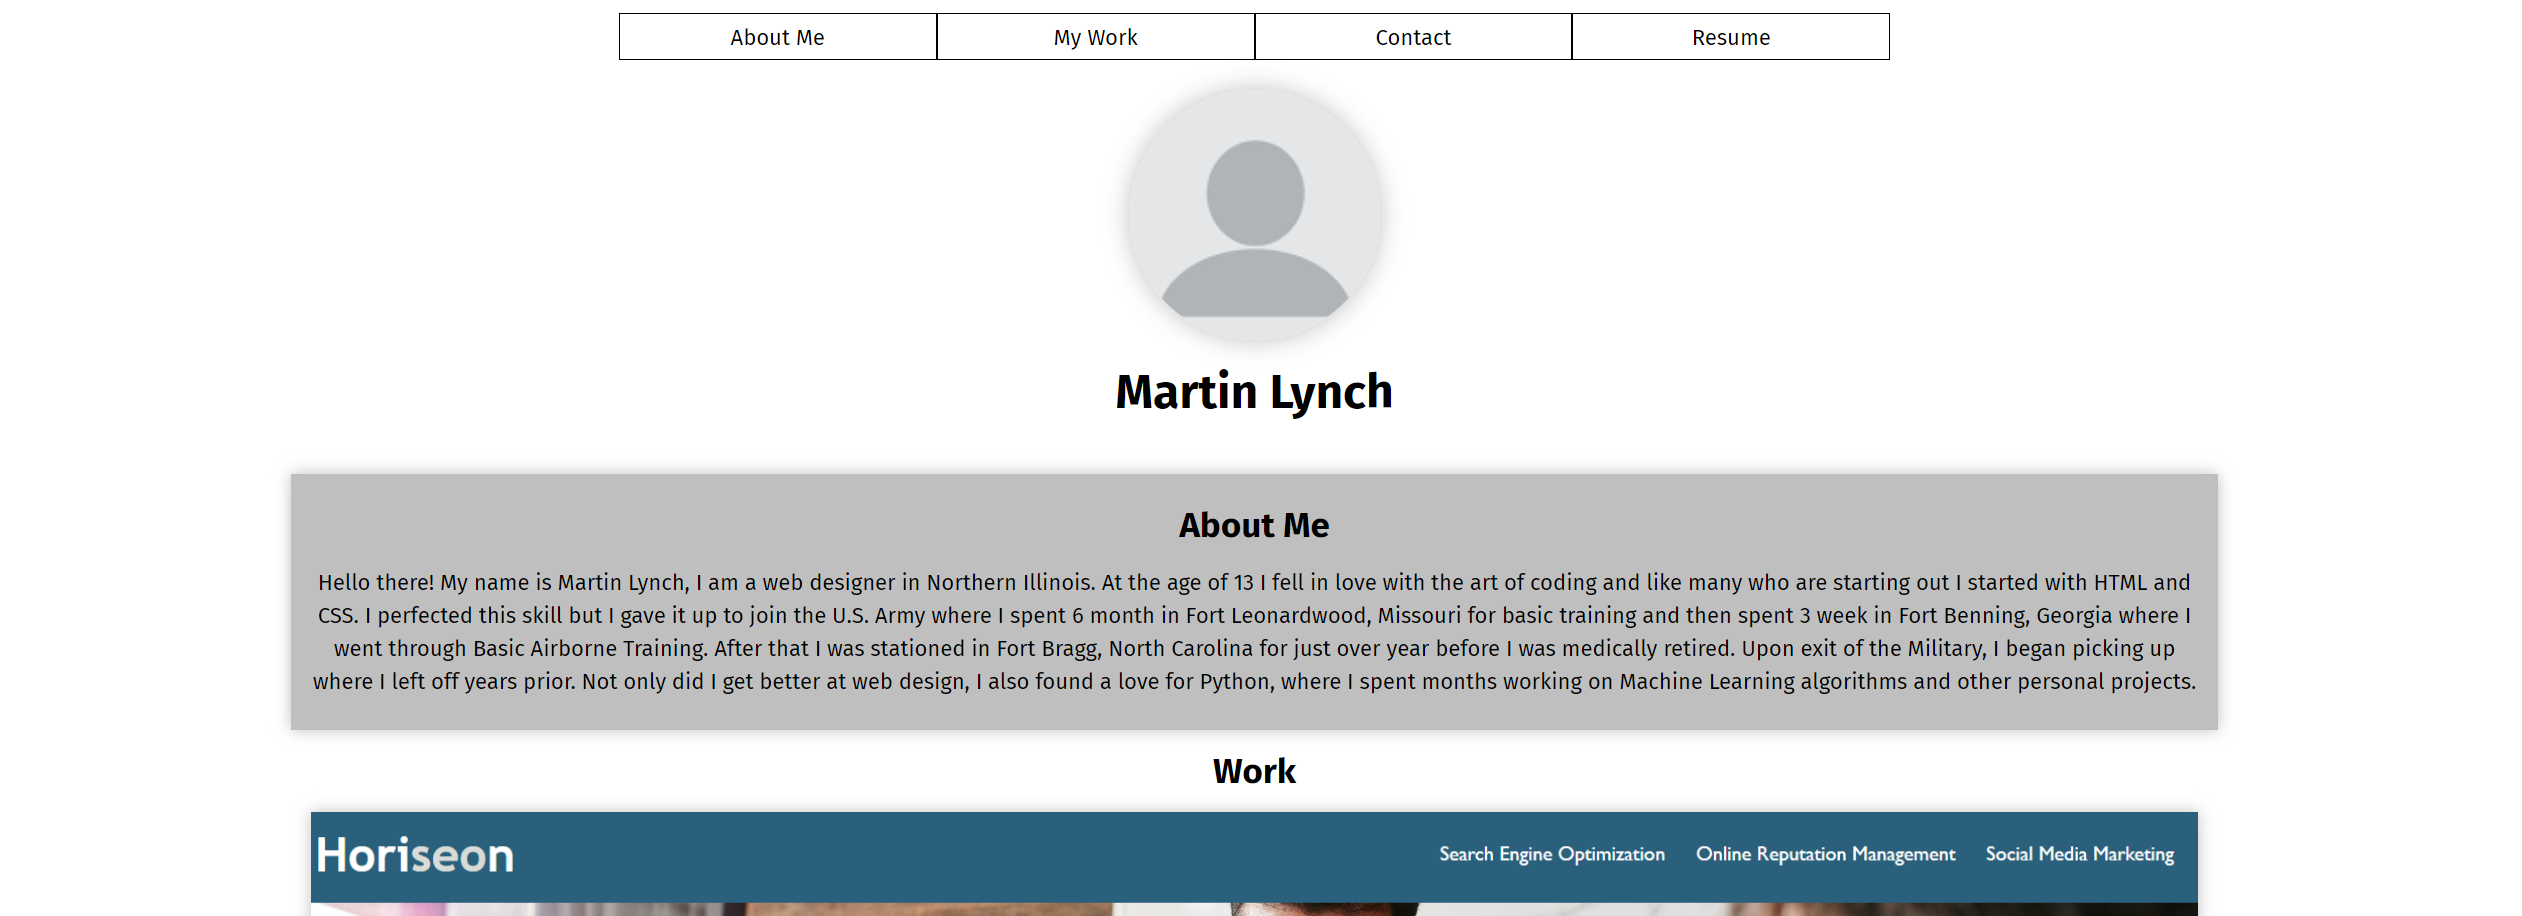 About Me My Work Contact Resume
Martin Lynch
About Me
Hello there! My name is Martin Lynch, I am a web designer in Northern Illinois. At the age of 13 I fell in love with the art of coding and like many who are starting out I started with HTML and
CSS. I perfected this skill but I gave it up to join the U.S. Army where I spent 6 month in Fort Leonardwood, Missouri for basic training and then spent 3 week in Fort Benning, Georgia where I
went through Basic Airborne Training. After that I was stationed in Fort Bragg, North Carolina for just over year before I was medically retired. Upon exit of the Military, I began picking up
where I left off years prior. Not only did I get better at web design, I also found a love for Python, where I spent months working on Machine Learning algorithms and other personal projects.
Work
Horiseon Search Engine Optimization Online Reputation Management Social Media Marketing